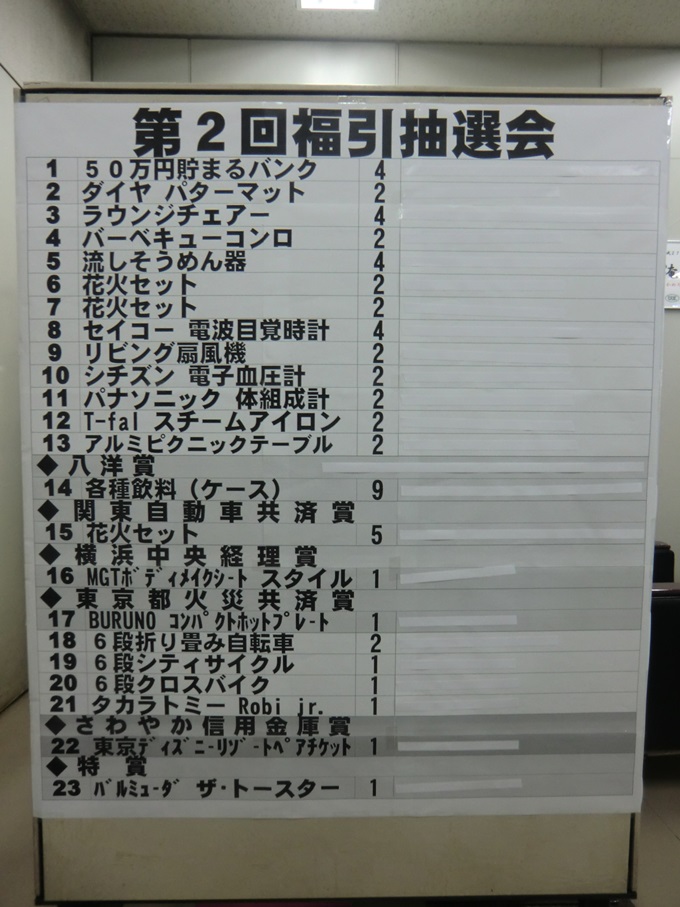 第２回福引抽選会
1 ５０万円貯まるバンク 4
2 ダイヤ パターマット 2
3 ラウンジチェアー 4
4 バーベキューコンロ 2
5 流しそうめん器 4
6 花火セット 2
7 花火セット 2
8 セイコー 電波目覚時計 4
9 リビング扇風機 2
10 シチズン 電子血圧計 2
11 パナソニック 体組成計 2
12 T-fal スチームアイロン 2
13 アルミピクニックテーブル 2
◆ 八洋賞
14 各種飲料（ケース） 9
◆ 関東自動車共済賞
15 花火セット 5
◆ 横浜中央経理賞
16 MGTﾎﾞﾃﾞｨﾒｲｸｼｰﾄ スタイル 1
◆ 東京都火災共済賞
17 BURUNO ｺﾝﾊﾟｸﾄﾎｯﾄﾌﾟﾚｰﾄ 1
18 ６段折り畳み自転車 2
19 ６段シティサイクル 1
20 ６段クロスバイク 1
21 タカラトミー Robi jr. 1
◆ さわやか信用金庫賞
22 東京ﾃﾞｨｽﾞﾆｰﾘｿﾞｰﾄﾍﾟｱﾁｹｯﾄ 1
◆ 特賞
23 ﾊﾞﾙﾐｭｰﾀﾞ ザ・トースター 1